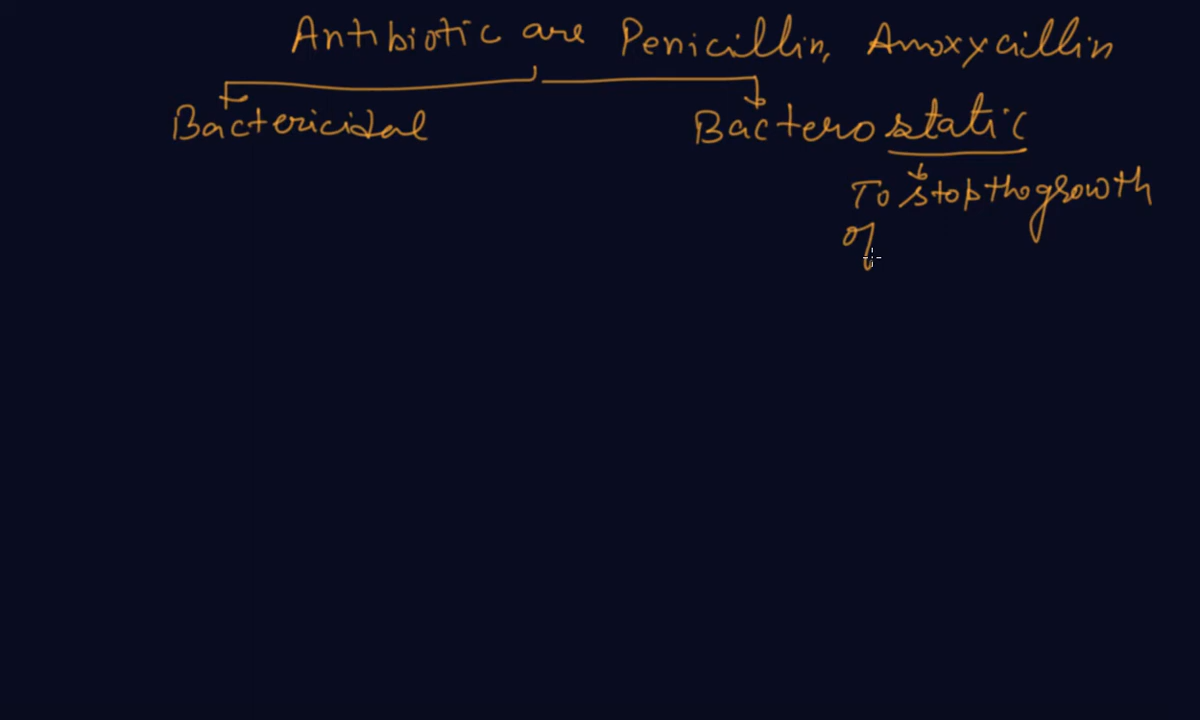 Antibiotic are Penicillin, Amoxycillin
Bactericidal Bacterostatic
To stop the growth
of